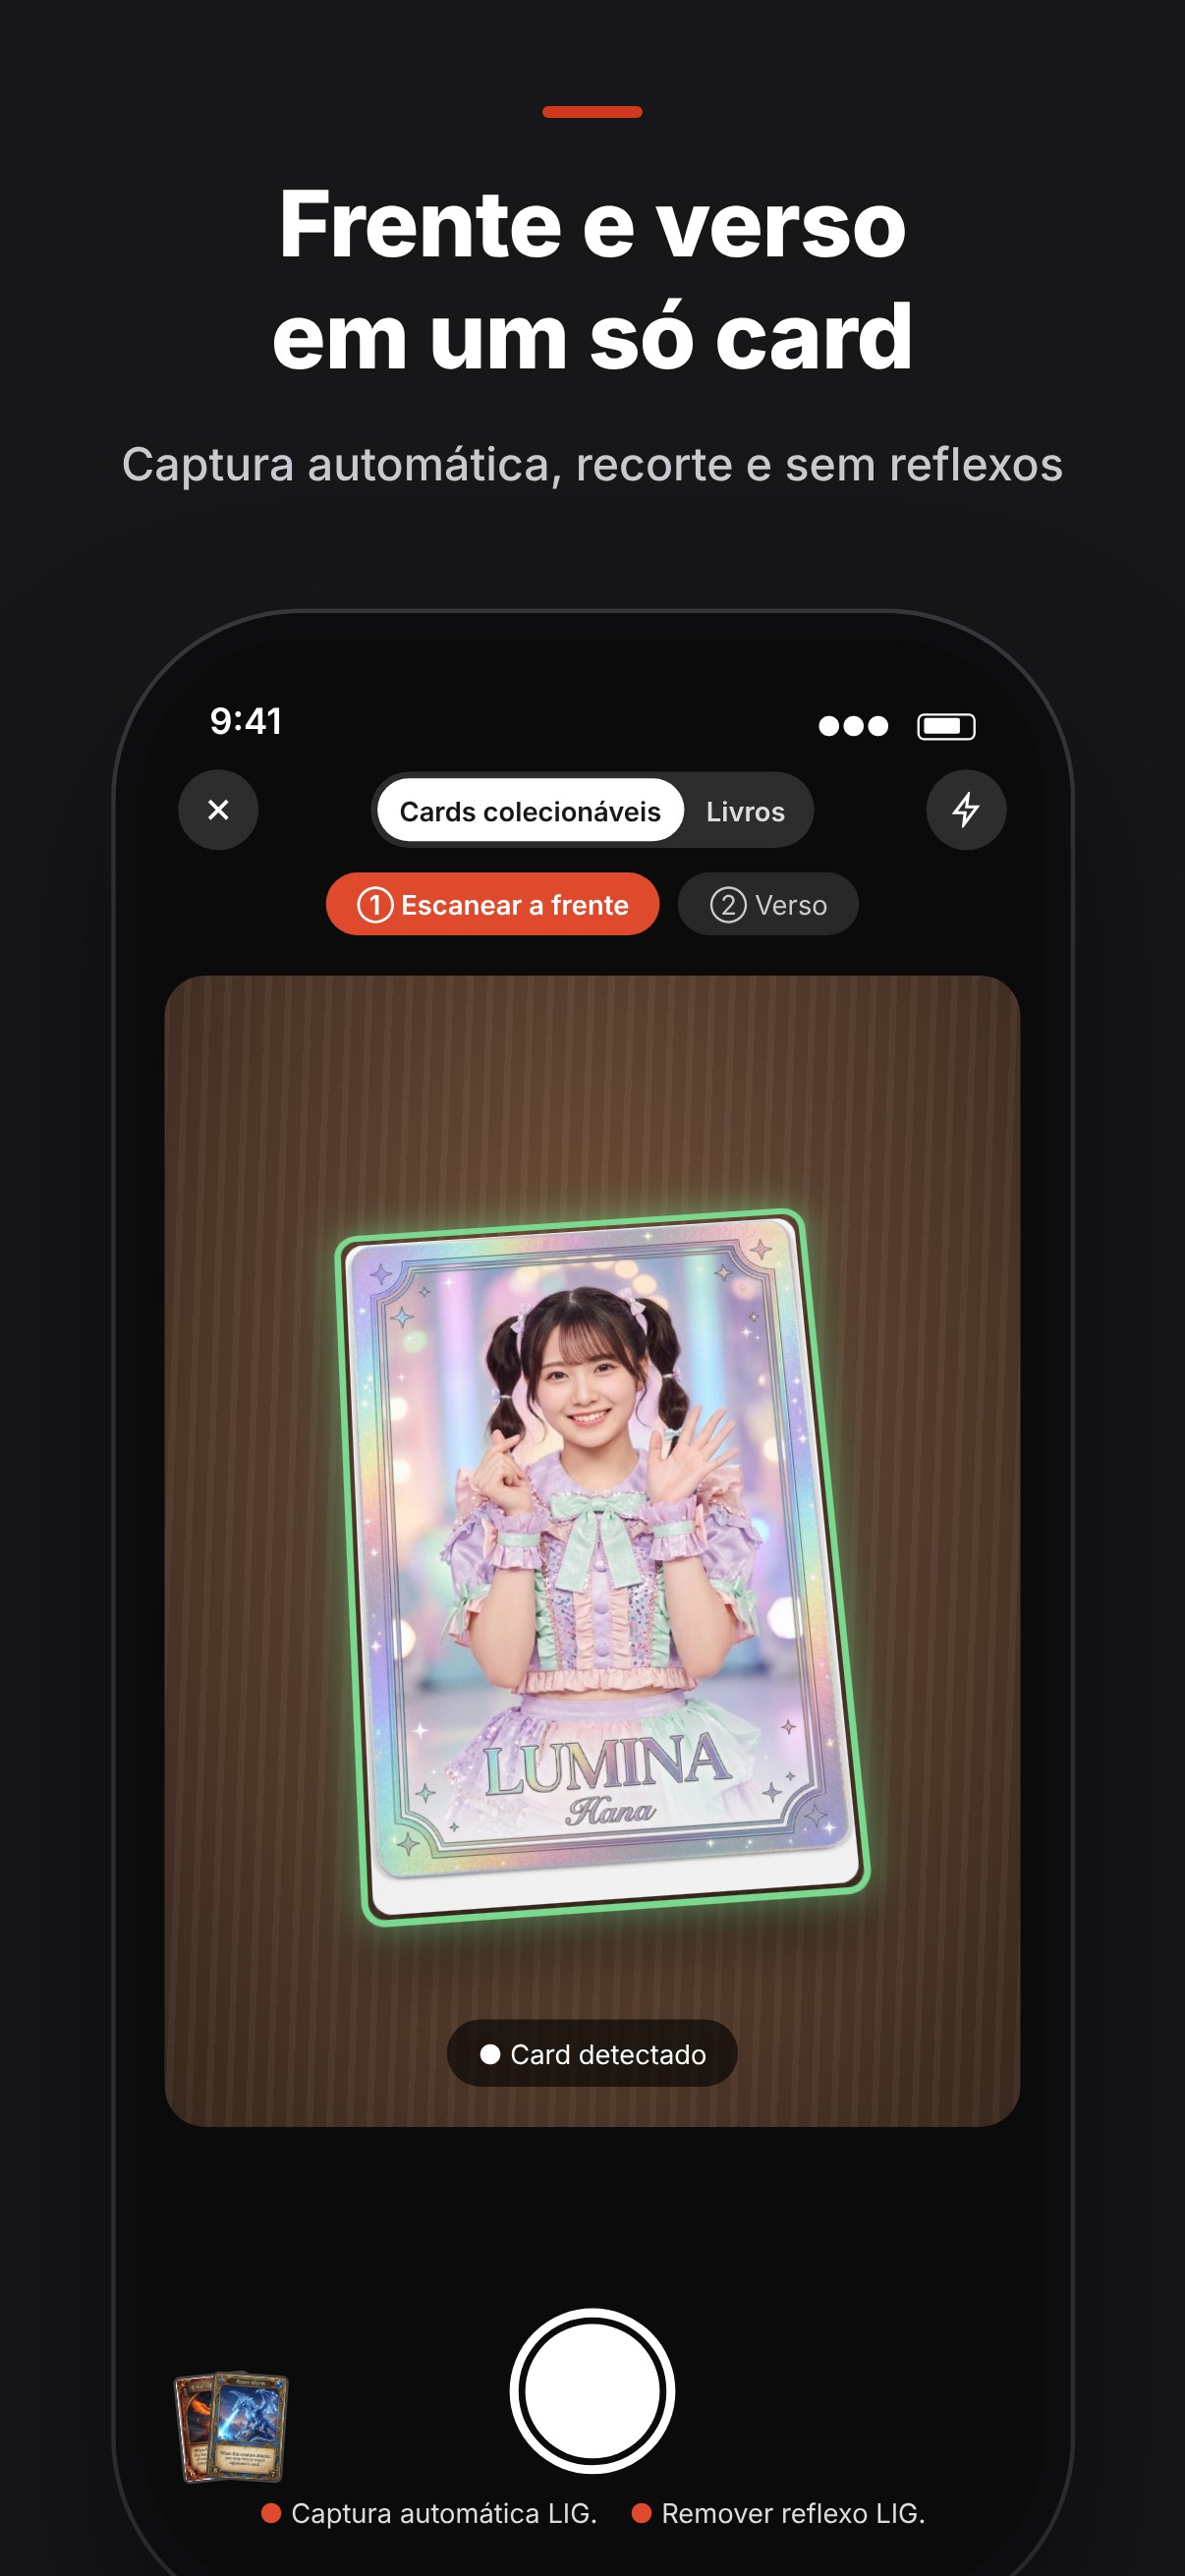 Frente e verso
em um só card
Captura automática, recorte e sem reflexos
9:41
Cards colecionáveis Livros
① Escanear a frente ② Verso
LUMINA
Hana
Card detectado
Captura automática LIG. Remover reflexo LIG.